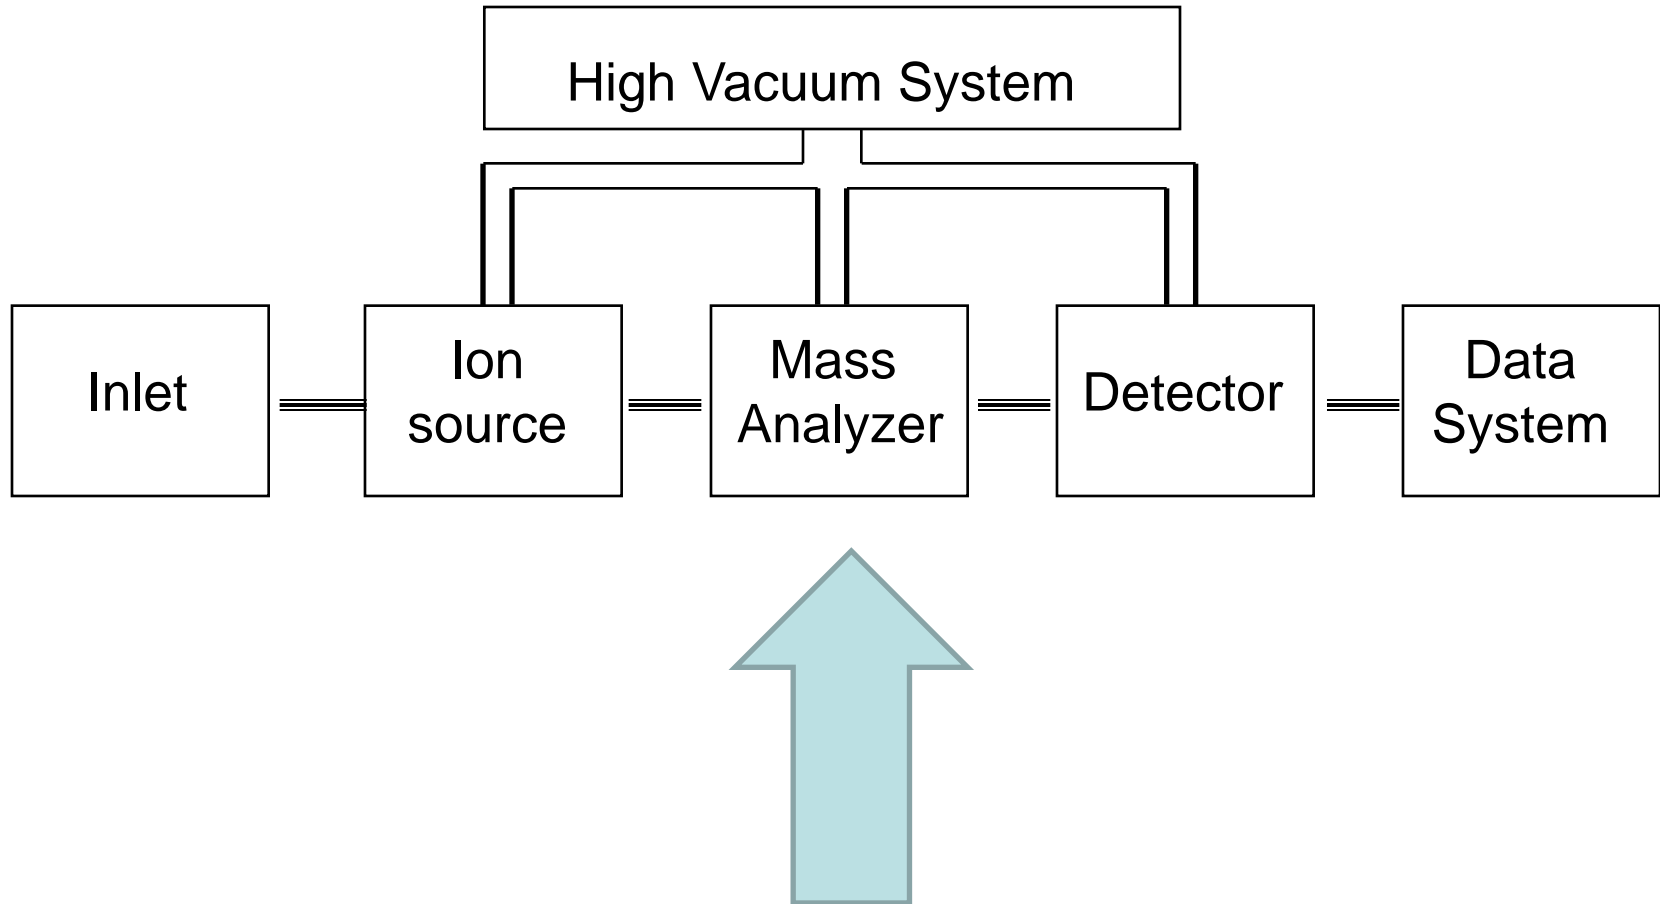 High Vacuum System
Inlet
Ion
source
Mass
Analyzer
Detector
Data
System